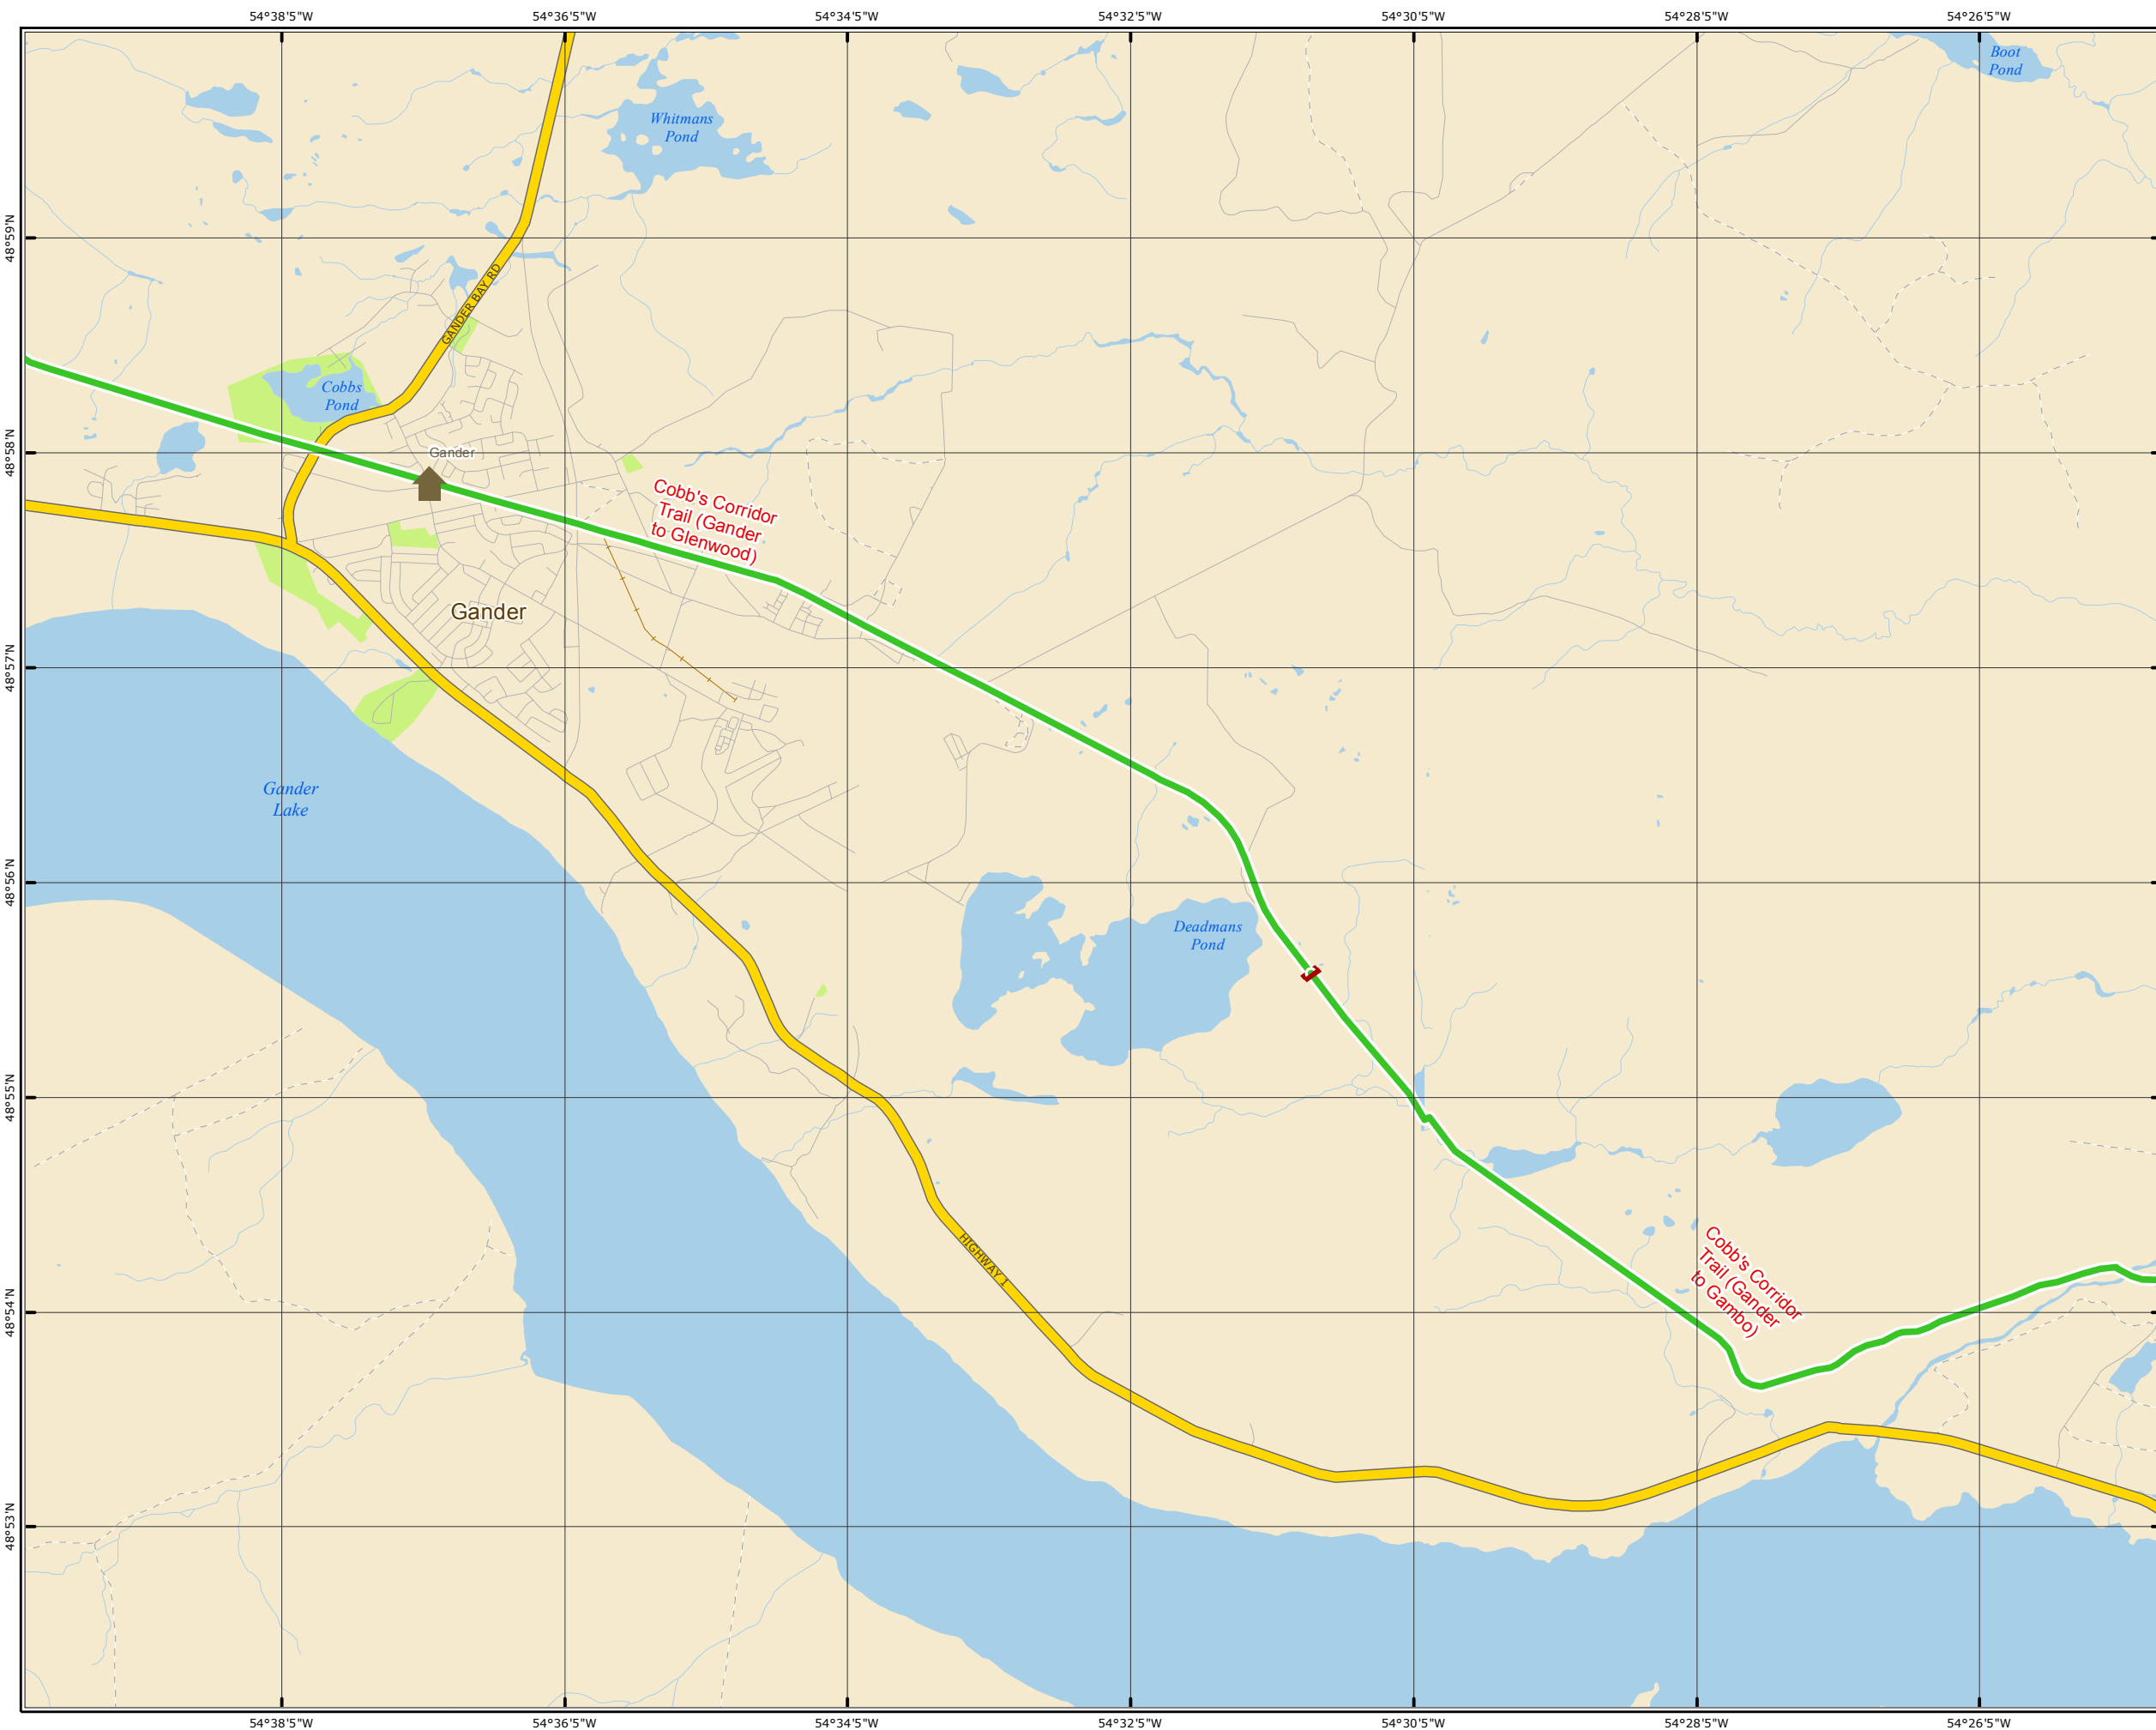 54°38'5"W 54°36'5"W 54°34'5"W 54°32'5"W 54°30'5"W 54°28'5"W 54°26'5"W
Boot
Pond
Whitmans
Pond
48°59'N
GANDER BAY RD
Cobbs
Pond
48°58'N
Gander
Cobb's Corridor
Trail (Gander
to Glenwood)
Gander
48°57'N
Gander
Lake
48°56'N
Deadmans
Pond
48°55'N
HIGHWAY 1
Cobb's Corridor
Trail (Gander
to Gambo)
48°54'N
48°53'N
54°38'5"W 54°36'5"W 54°34'5"W 54°32'5"W 54°30'5"W 54°28'5"W 54°26'5"W